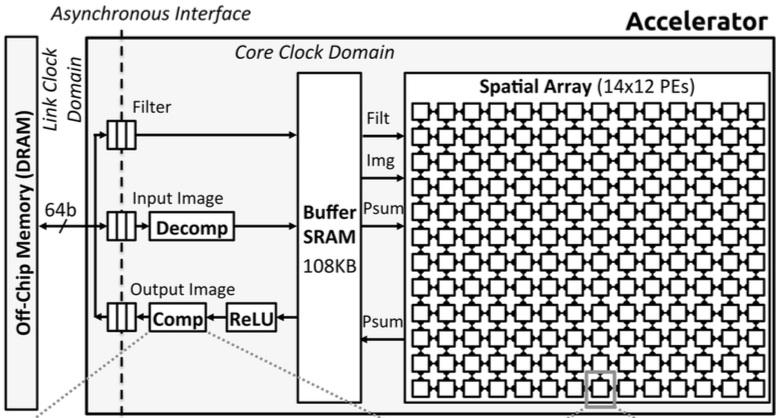 Asynchronous Interface
Accelerator
Link Clock
Domain
Core Clock Domain
Spatial Array (14x12 PEs)
Off-Chip Memory (DRAM)
64b
Filter
Input Image
Decomp
Output Image
Comp
ReLU
Buffer
SRAM
108KB
Filt
Img
Psum
Psum